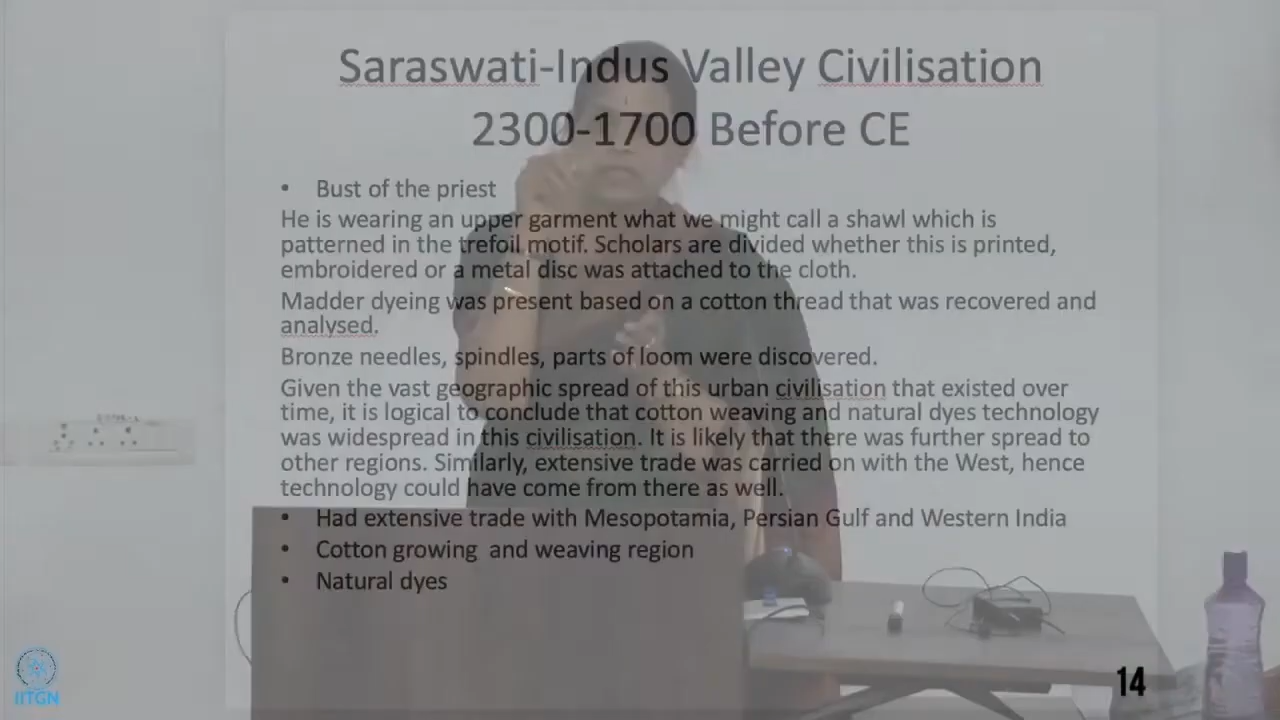 Saraswati-Indus Valley Civilisation
2300-1700 Before CE
• Bust of the priest
He is wearing an upper garment what we might call a shawl which is
patterned in the trefoil motif. Scholars are divided whether this is printed,
embroidered or a metal disc was attached to the cloth.
Madder dyeing was present based on a cotton thread that was recovered and
analysed.
Bronze needles, spindles, parts of loom were discovered.
Given the vast geographic spread of this urban civilisation that existed over
time, it is logical to conclude that cotton weaving and natural dyes technology
was widespread in this civilisation. It is likely that there was further spread to
other regions. Similarly, extensive trade was carried on with the West, hence
technology could have come from there as well.
• Had extensive trade with Mesopotamia, Persian Gulf and Western India
• Cotton growing  and weaving region
• Natural dyes
IITGN
14